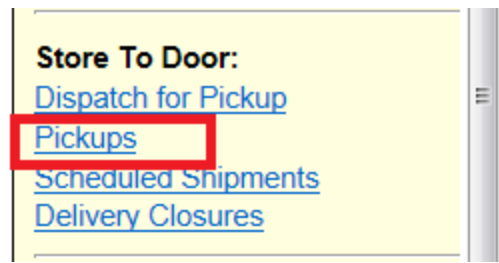 Store To Door:
Dispatch for Pickup
Pickups
Scheduled Shipments
Delivery Closures